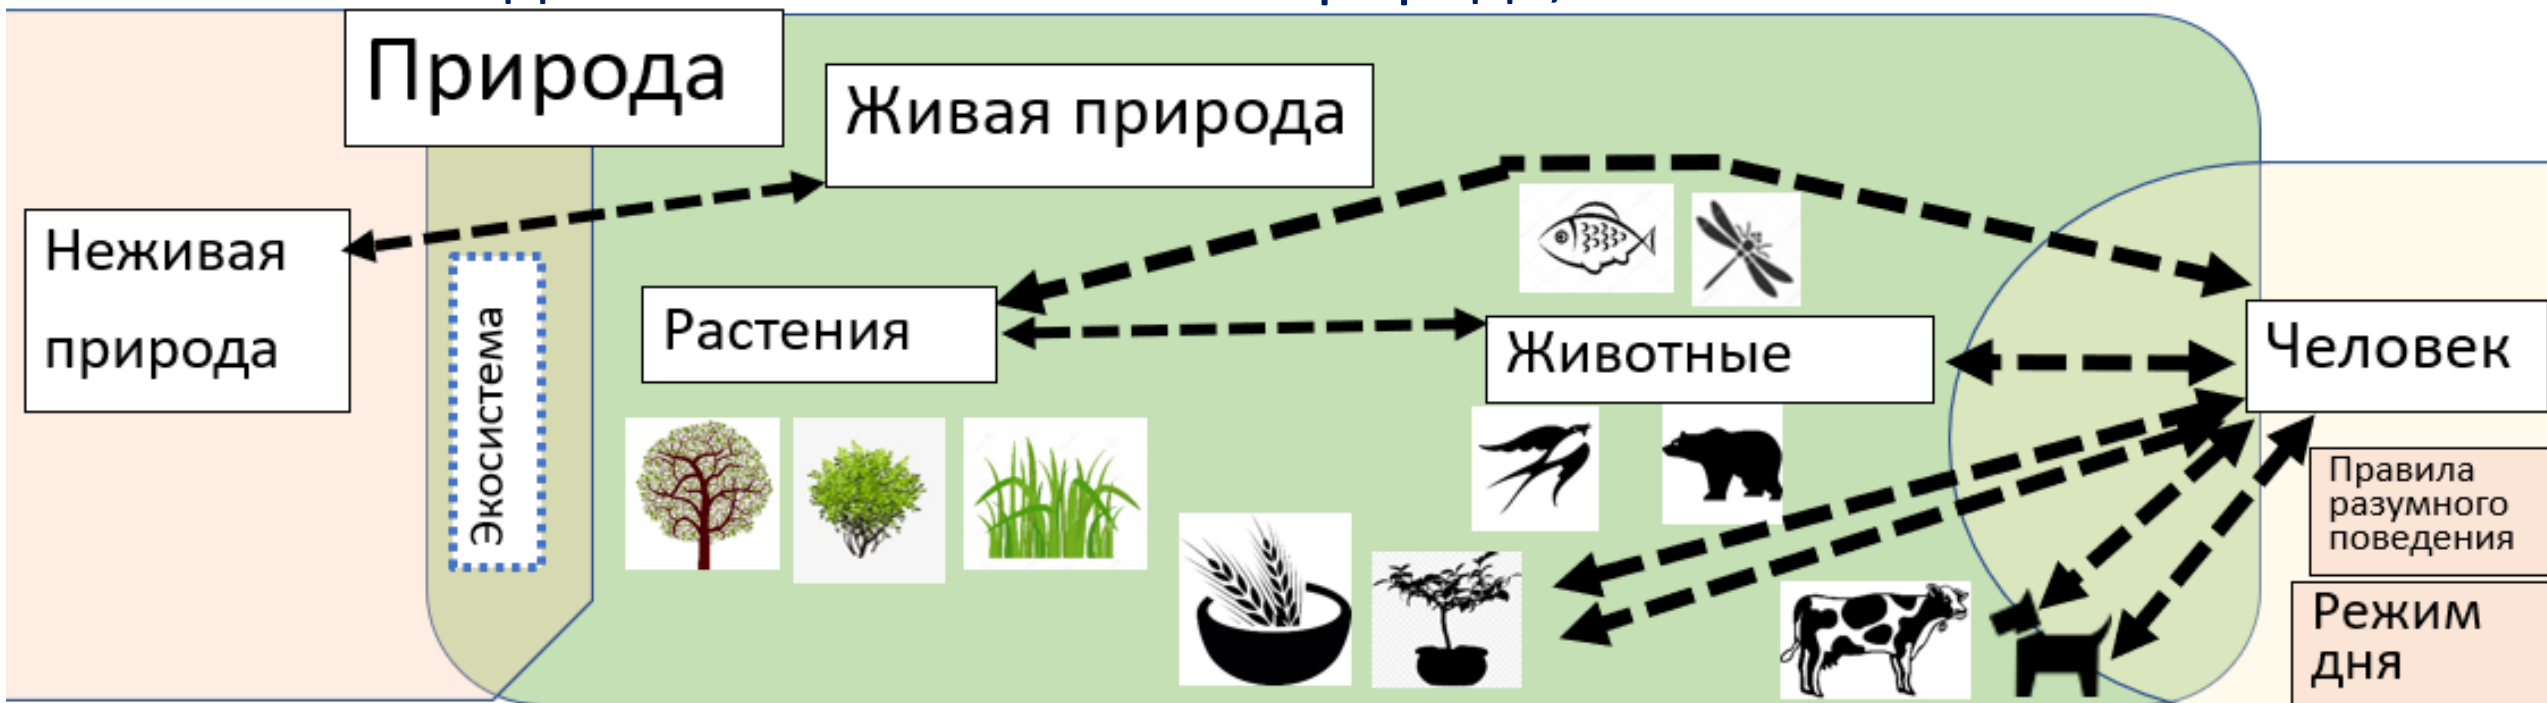 Природа
Живая природа
Неживая
природа
Экосистема
Растения
Животные
Человек
Правила
разумного
поведения
Режим
дня